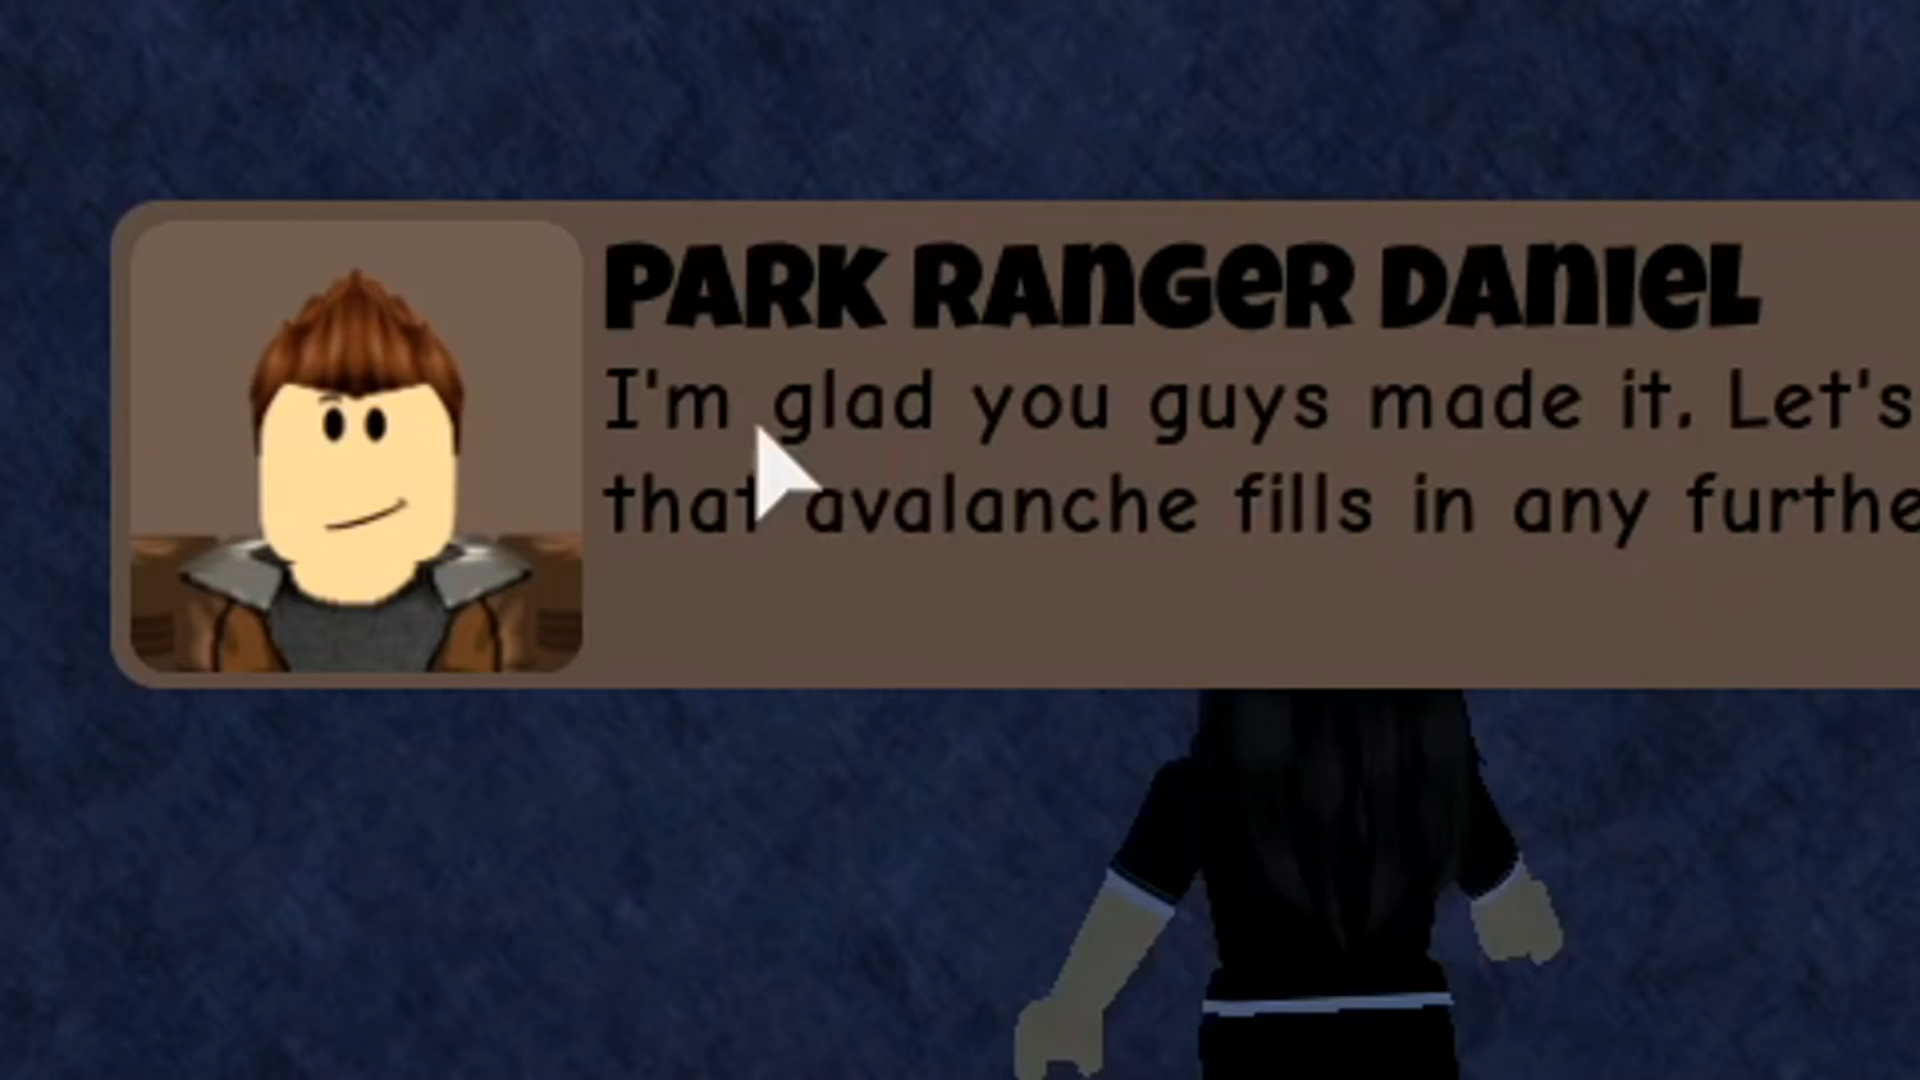 PARK RANGER DANIEL
I'm glad you guys made it. Let's
that avalanche fills in any furthe